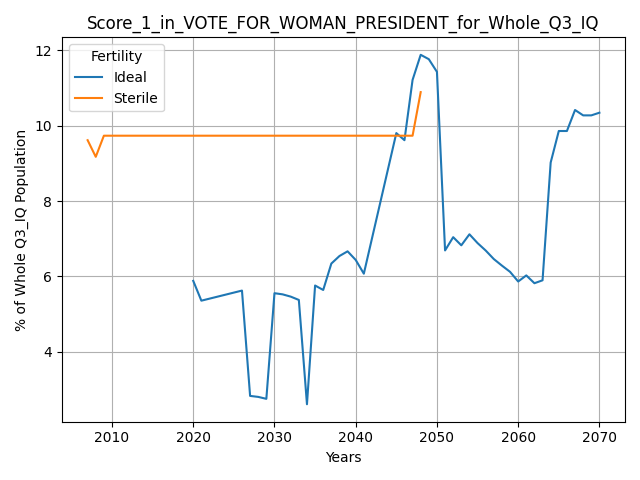 Score_1_in_VOTE_FOR_WOMAN_PRESIDENT_for_Whole_Q3_IQ
Fertility
Ideal
Sterile
% of Whole Q3_IQ Population
12
10
8
6
4
2010 2020 2030 2040 2050 2060 2070
Years